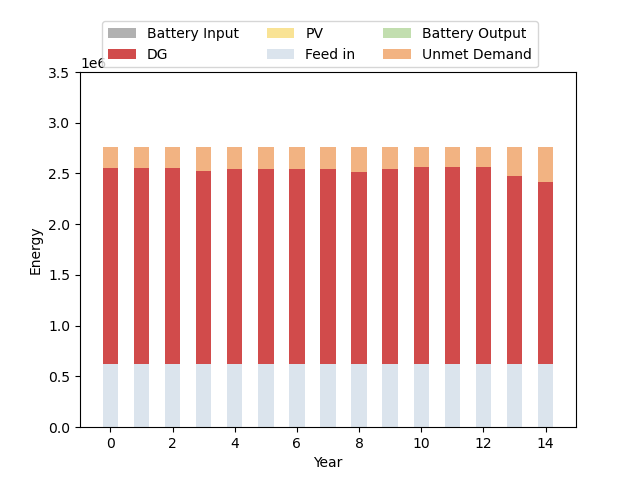 Battery Input PV Battery Output
DG Feed in Unmet Demand
1e6
3.5
3.0
2.5
2.0
1.5
1.0
0.5
0.0
Energy
0 2 4 6 8 10 12 14
Year